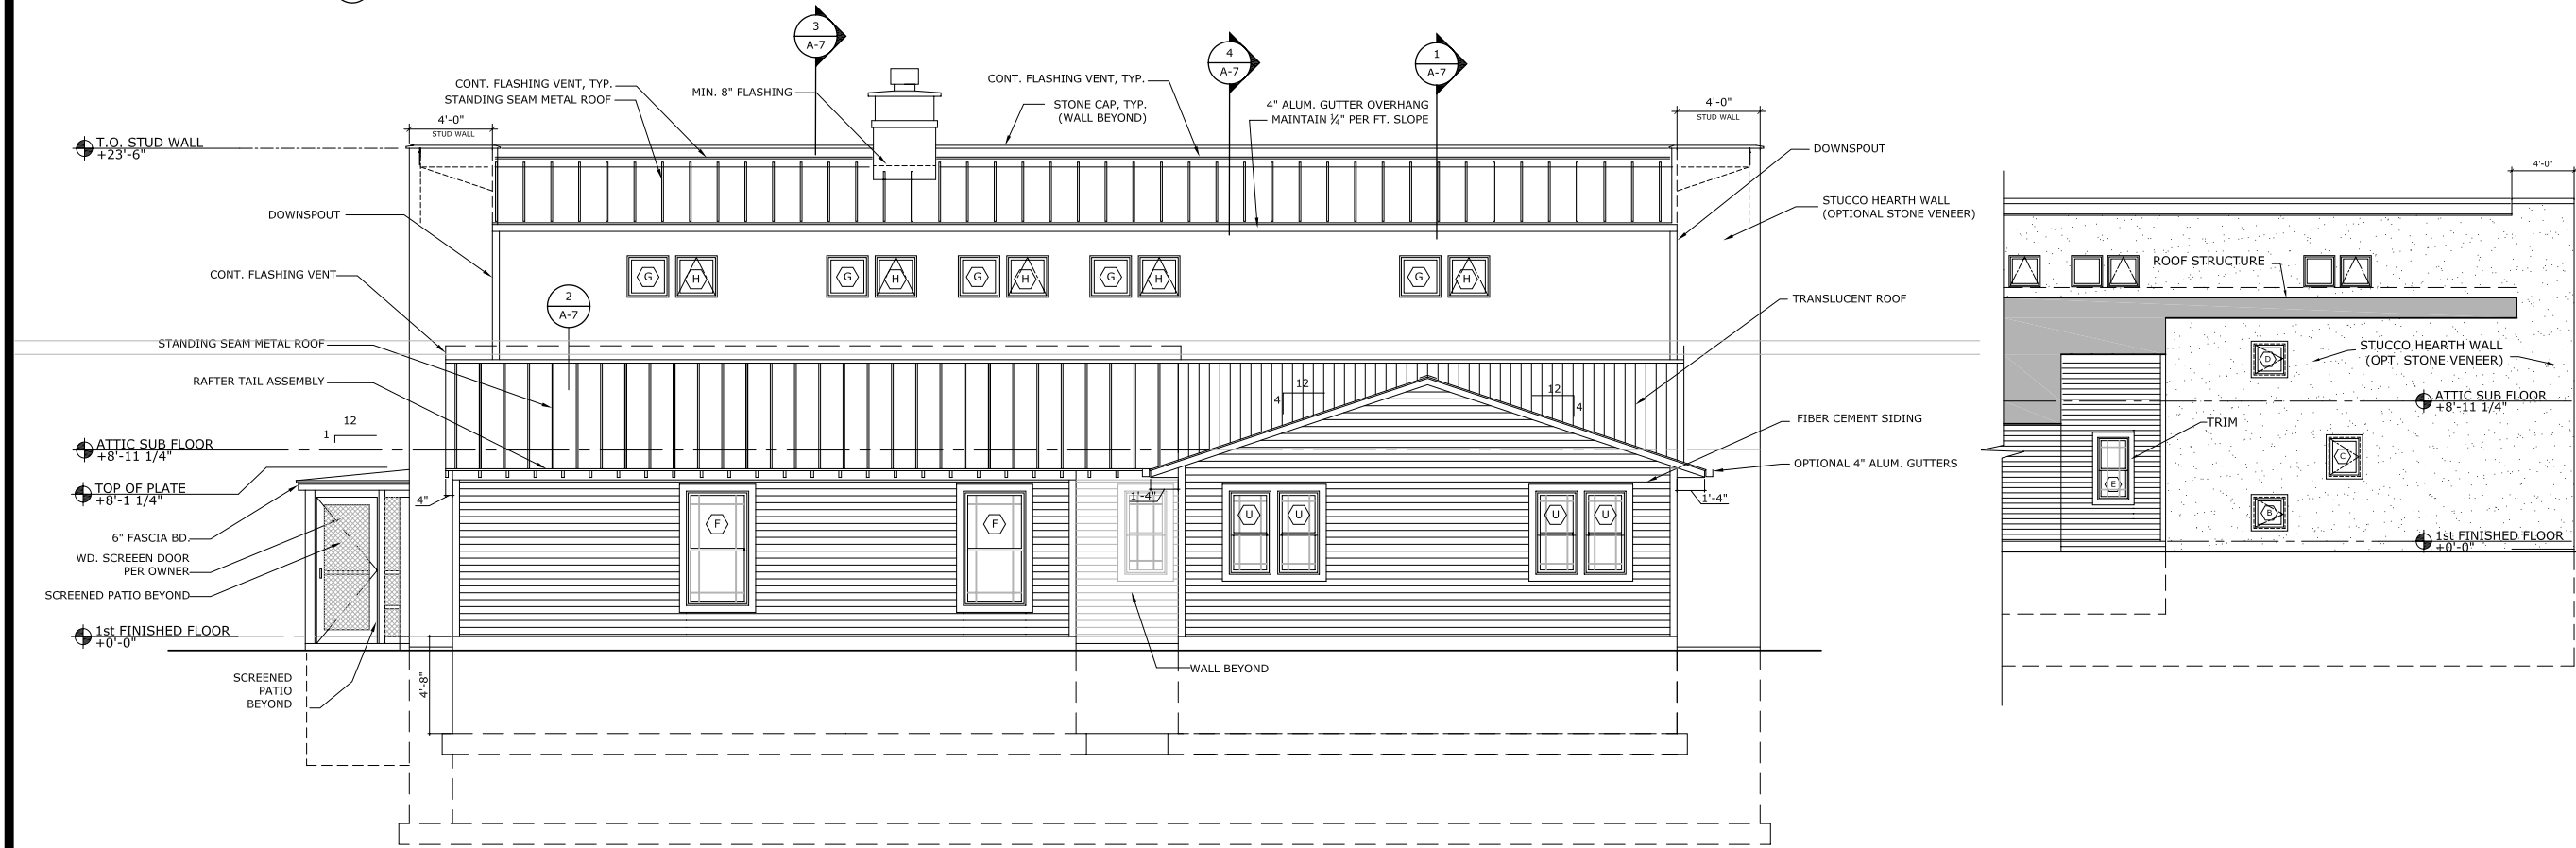 3
A-7
4
A-7
1
A-7
CONT. FLASHING VENT, TYP.
STANDING SEAM METAL ROOF
MIN. 8" FLASHING
CONT. FLASHING VENT, TYP.
STONE CAP, TYP.
(WALL BEYOND)
4" ALUM. GUTTER OVERHANG
MAINTAIN ¼" PER FT. SLOPE
4'-0"
STUD WALL
4'-0"
STUD WALL
T.O. STUD WALL
+23'-6"
DOWNSPOUT
DOWNSPOUT
STUCCO HEARTH WALL
(OPTIONAL STONE VENEER)
CONT. FLASHING VENT
G
H
G
H
G
H
G
H
G
H
2
A-7
TRANSLUCENT ROOF
STANDING SEAM METAL ROOF
RAFTER TAIL ASSEMBLY
12
4
12
4
FIBER CEMENT SIDING
12
1
ATTIC SUB FLOOR
+8'-11 1/4"
OPTIONAL 4" ALUM. GUTTERS
TOP OF PLATE
+8'-1 1/4"
4"
1'-4"
1'-4"
F
F
U
U
U
U
6" FASCIA BD.
WD. SCREEEN DOOR
PER OWNER
SCREENED PATIO BEYOND
1st FINISHED FLOOR
+0'-0"
SCREENED
PATIO
BEYOND
4'-8"
WALL BEYOND
4'-0"
ROOF STRUCTURE
STUCCO HEARTH WALL
(OPT. STONE VENEER)
D
ATTIC SUB FLOOR
+8'-11 1/4"
TRIM
C
E
B
1st FINISHED FLOOR
+0'-0"